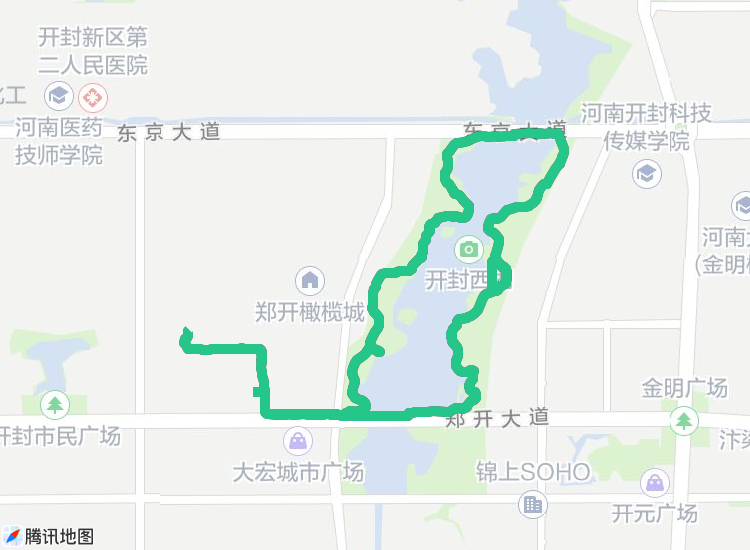 开封新区第
二人民医院
化工
河南医药
技师学院
东京大道
东京大道
河南开封科技
传媒学院
河南大
(金明校
开封西湖
郑开橄榄城
金明广场
开封市民广场
郑开大道
汴梁
大宏城市广场
锦上SOHO
开元广场
腾讯地图